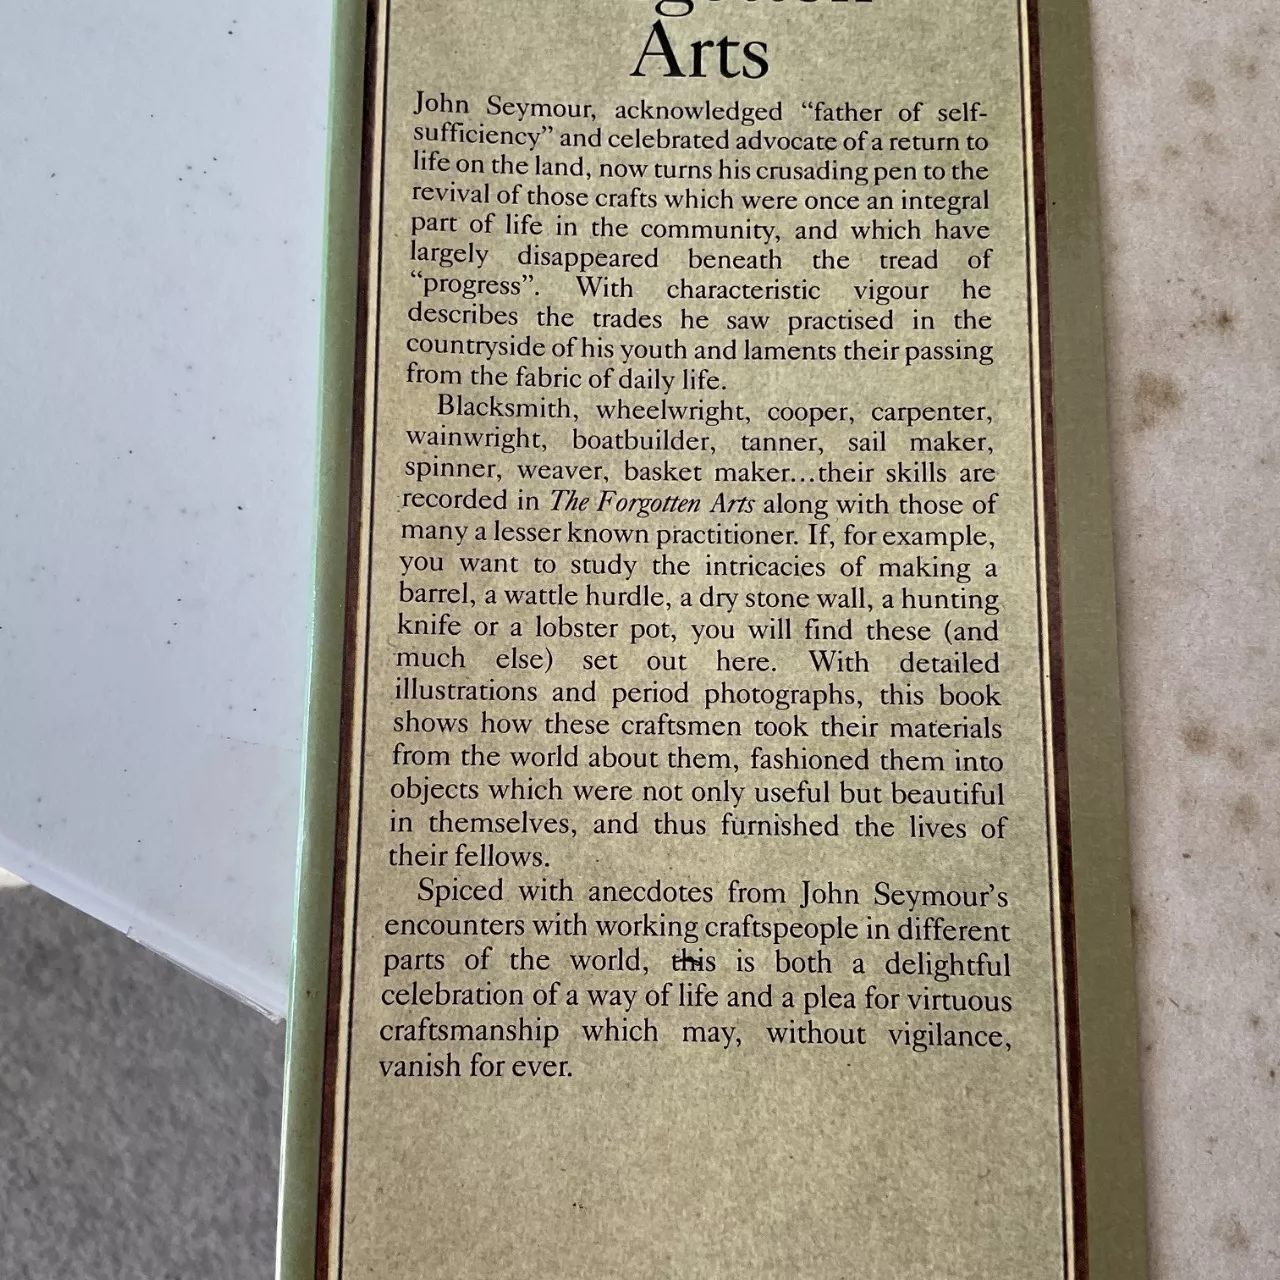 Forgotten
Arts
John Seymour, acknowledged “father of self-
sufficiency” and celebrated advocate of a return to
life on the land, now turns his crusading pen to the
revival of those crafts which were once an integral
part of life in the community, and which have
largely disappeared beneath the tread of
“progress”. With characteristic vigour he
describes the trades he saw practised in the
countryside of his youth and laments their passing
from the fabric of daily life.
Blacksmith, wheelwright, cooper, carpenter,
wainwright, boatbuilder, tanner, sail maker,
spinner, weaver, basket maker...their skills are
recorded in The Forgotten Arts along with those of
many a lesser known practitioner. If, for example,
you want to study the intricacies of making a
barrel, a wattle hurdle, a dry stone wall, a hunting
knife or a lobster pot, you will find these (and
much else) set out here. With detailed
illustrations and period photographs, this book
shows how these craftsmen took their materials
from the world about them, fashioned them into
objects which were not only useful but beautiful
in themselves, and thus furnished the lives of
their fellows.
Spiced with anecdotes from John Seymour’s
encounters with working craftspeople in different
parts of the world, this is both a delightful
celebration of a way of life and a plea for virtuous
craftsmanship which may, without vigilance,
vanish for ever.